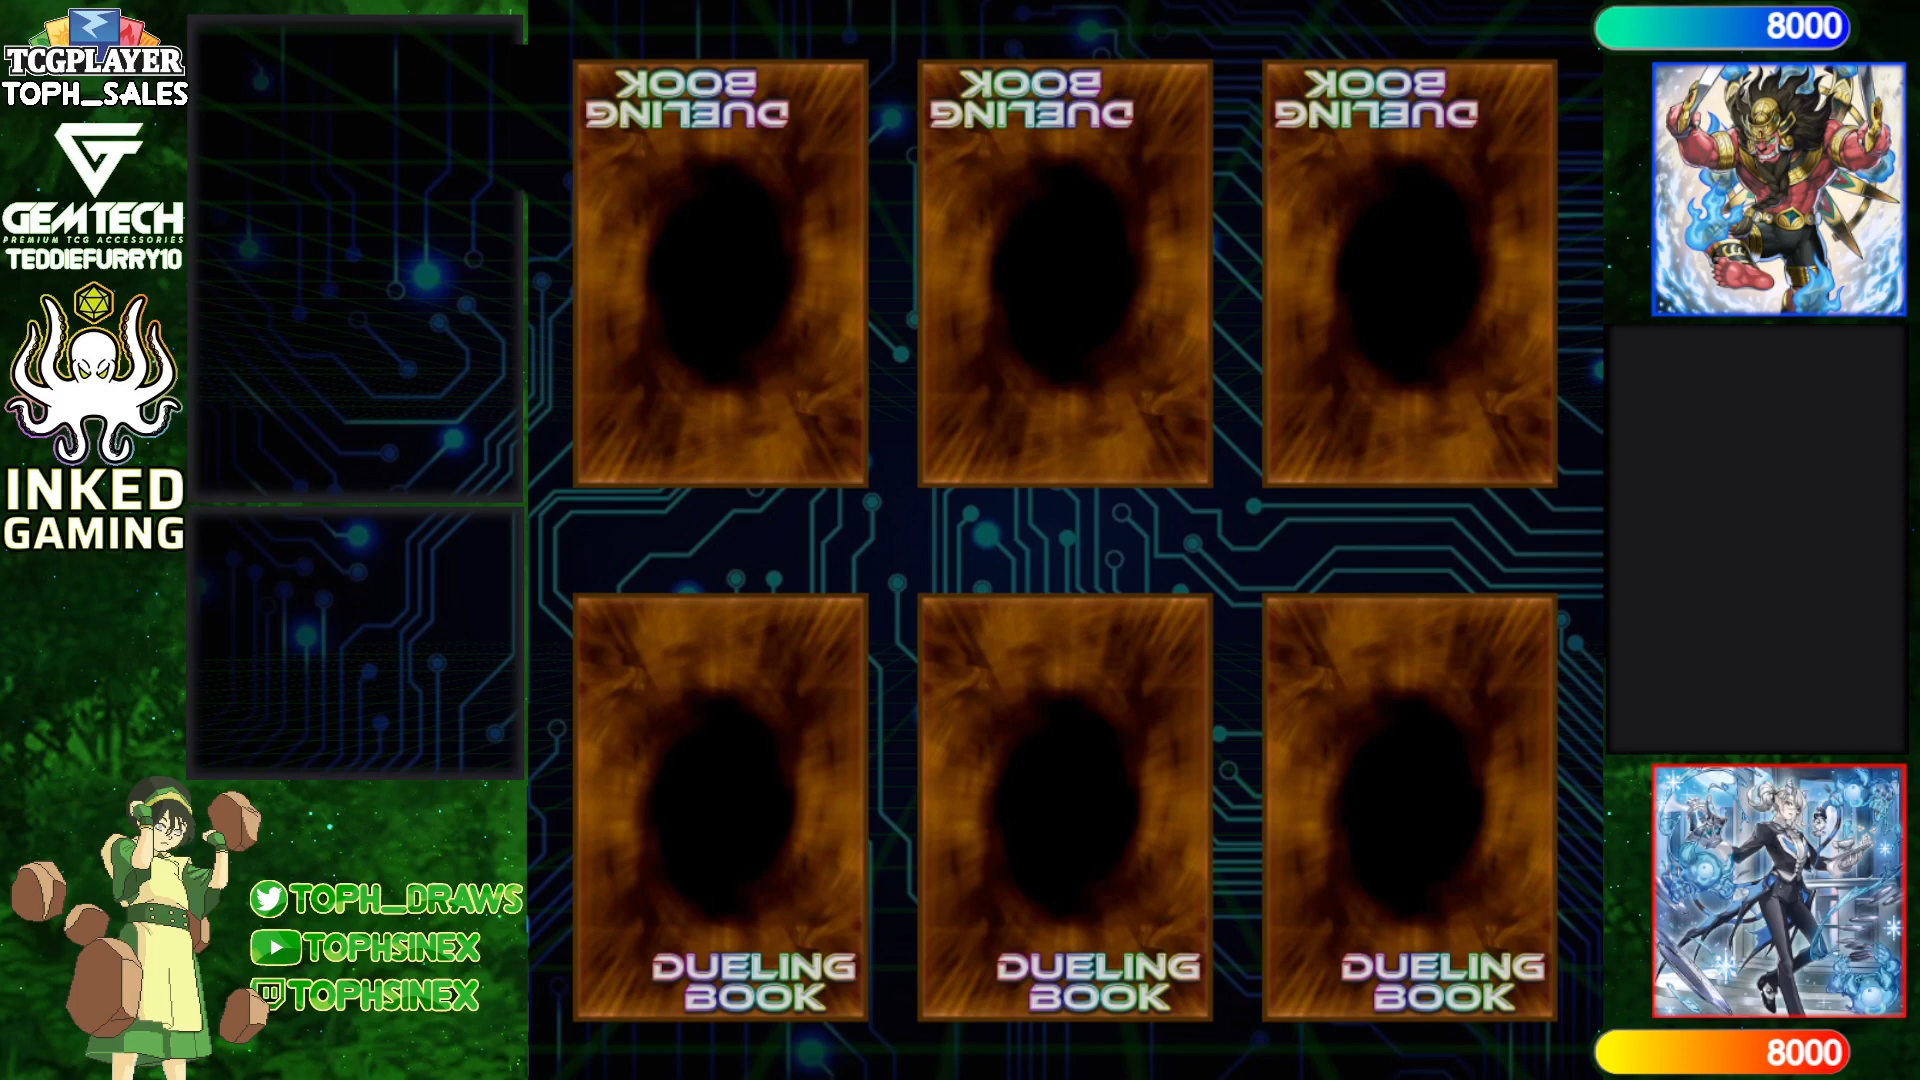 TCGPLAYER
TOPH_SALES
GEMTECH
PREMIUM TCG ACCESSORIES
TEDDIEFURRY10
INKED
GAMING
TOPH_DRAWS
TOPHSINEX
TOPHSINEX
DUELING
BOOK
DUELING
BOOK
DUELING
BOOK
DUELING
BOOK
DUELING
BOOK
DUELING
BOOK
8000
8000